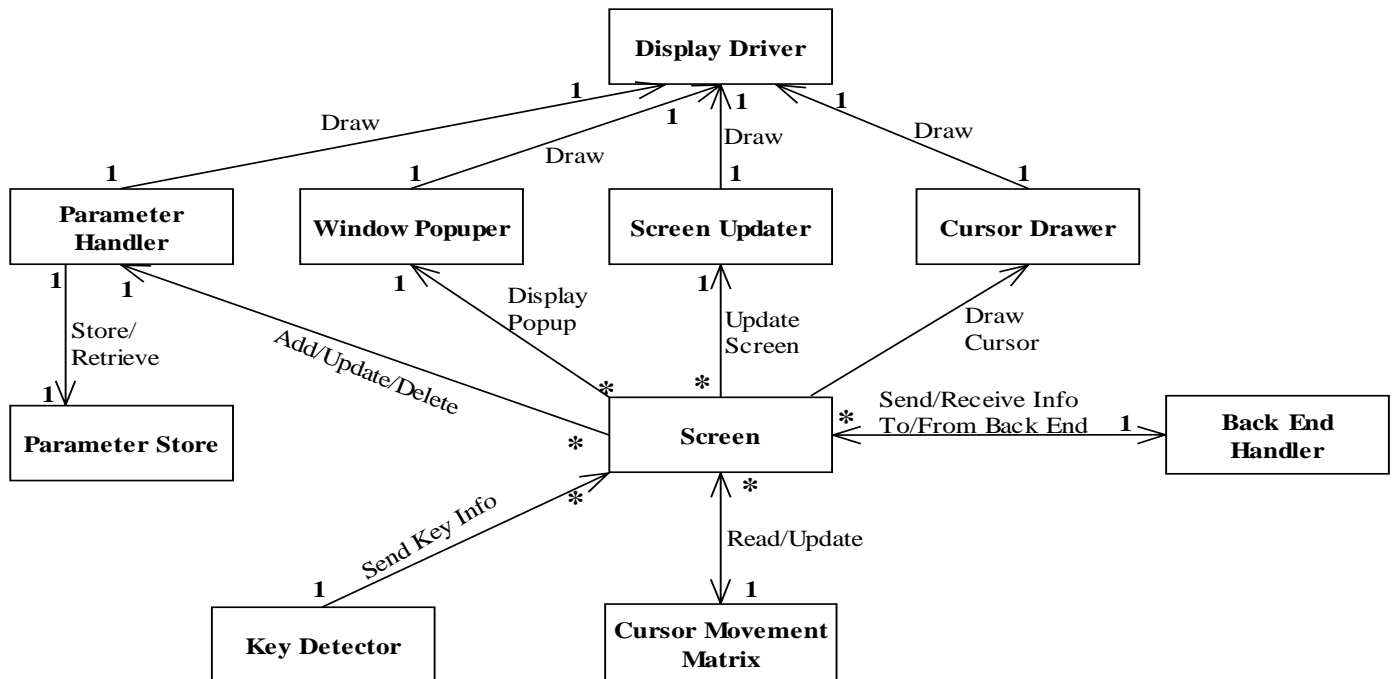 Display Driver
1
1
1
1
Draw
Draw
Draw
Draw
1
1
1
1
Parameter
Handler
Window Popuper
Screen Updater
Cursor Drawer
1
1
1
1
Store/
Retrieve
Add/Update/Delete
Display
Popup
Update
Screen
Draw
Cursor
1
*
*
Parameter Store
*
Screen
*
Send/Receive Info
To/From Back End
1
Back End
Handler
Send Key Info
*
*
Read/Update
1
1
Key Detector
Cursor Movement
Matrix